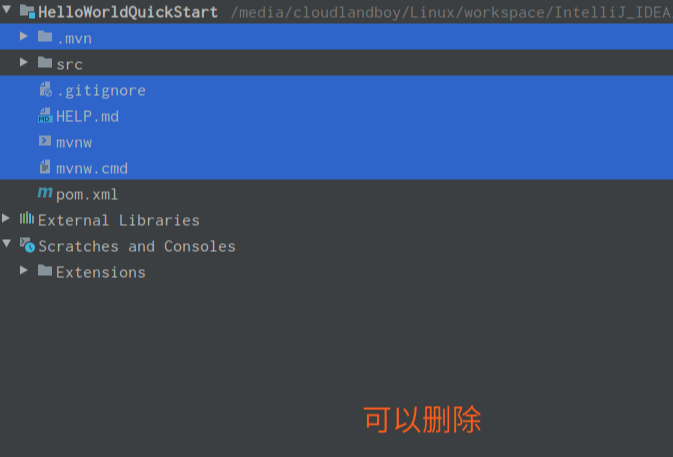 HelloWorldQuickStart /media/cloudlandboy/Linux/workspace/IntelliJ_IDEA
.mvn
src
.gitignore
HELP.md
mvnw
mvnw.cmd
pom.xml
External Libraries
Scratches and Consoles
Extensions
可以删除